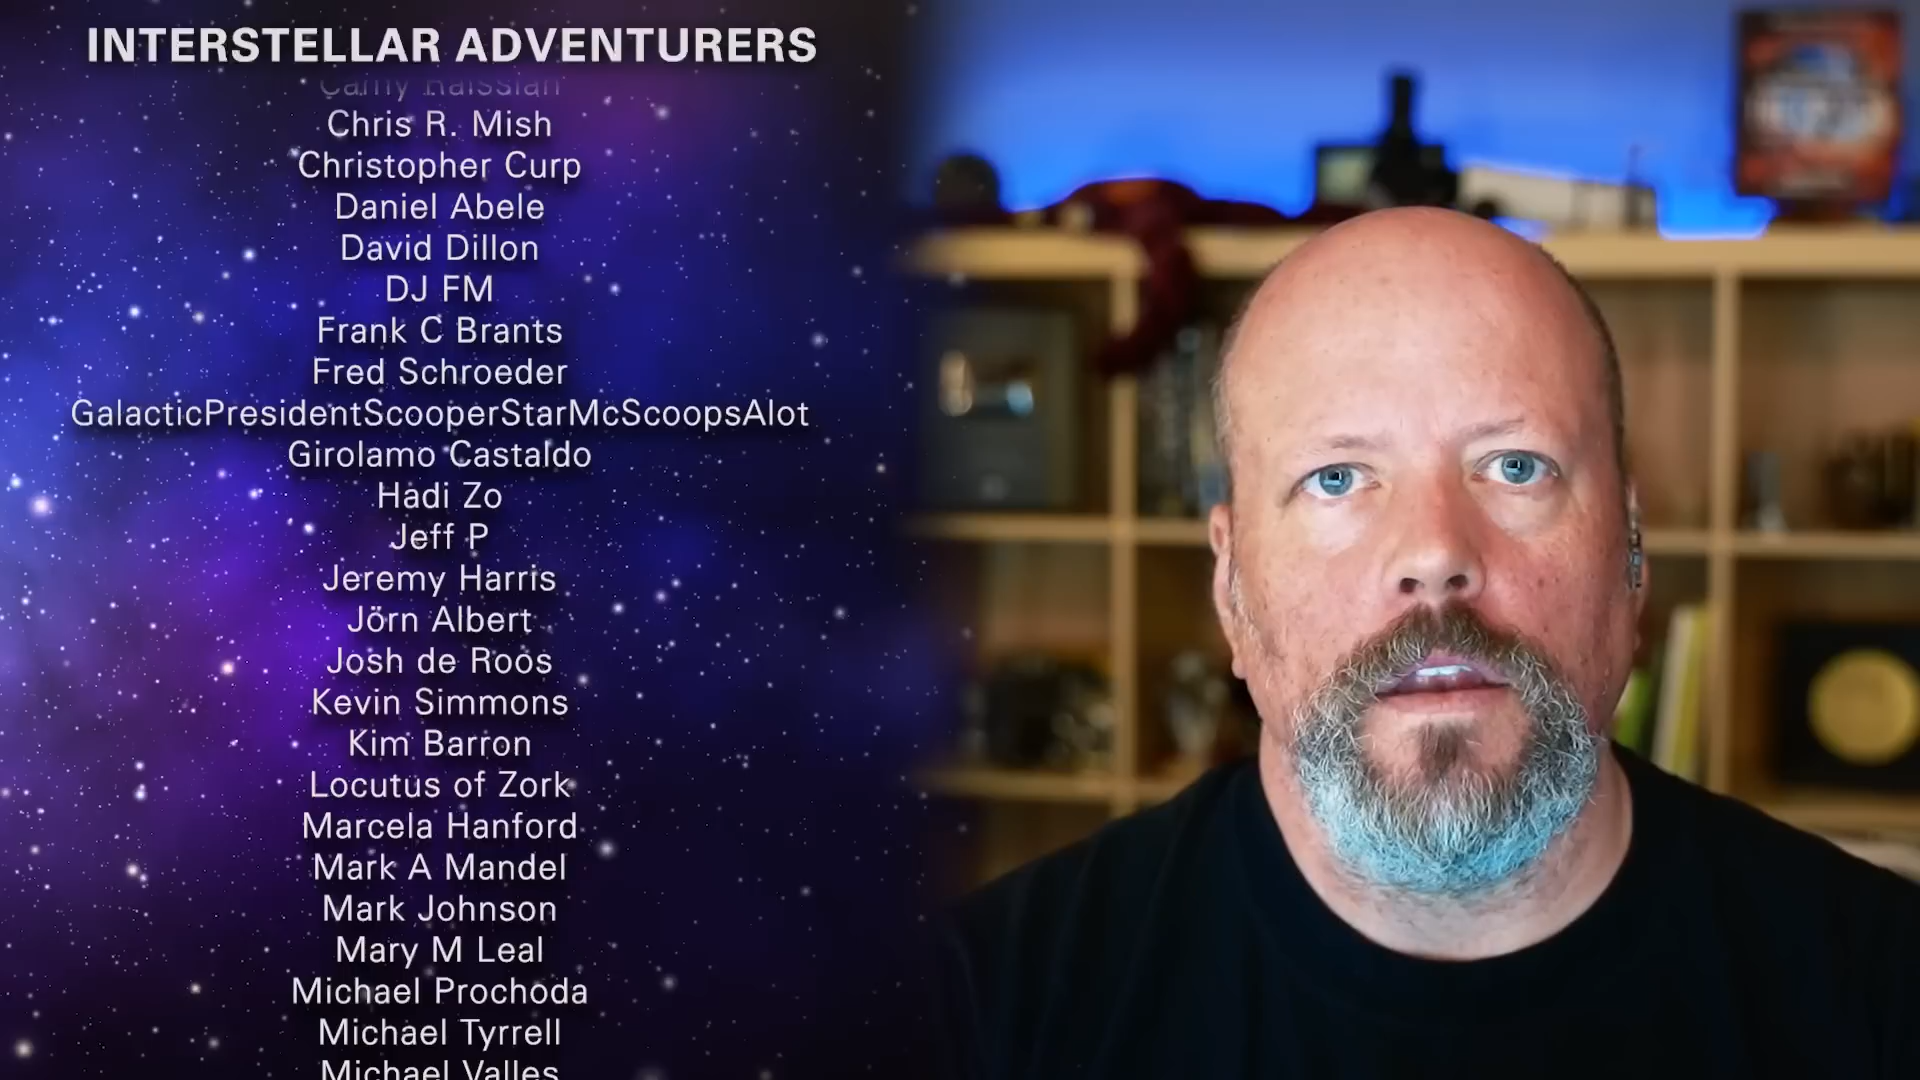 INTERSTELLAR ADVENTURERS
Chris R. Mish
Christopher Curp
Daniel Abele
David Dillon
DJ FM
Frank C Brants
Fred Schroeder
GalacticPresidentScooperStarMcScoopsAlot
Girolamo Castaldo
Hadi Zo
Jeff P
Jeremy Harris
Jörn Albert
Josh de Roos
Kevin Simmons
Kim Barron
Locutus of Zork
Marcela Hanford
Mark A Mandel
Mark Johnson
Mary M Leal
Michael Prochoda
Michael Tyrrell
Michael Valles